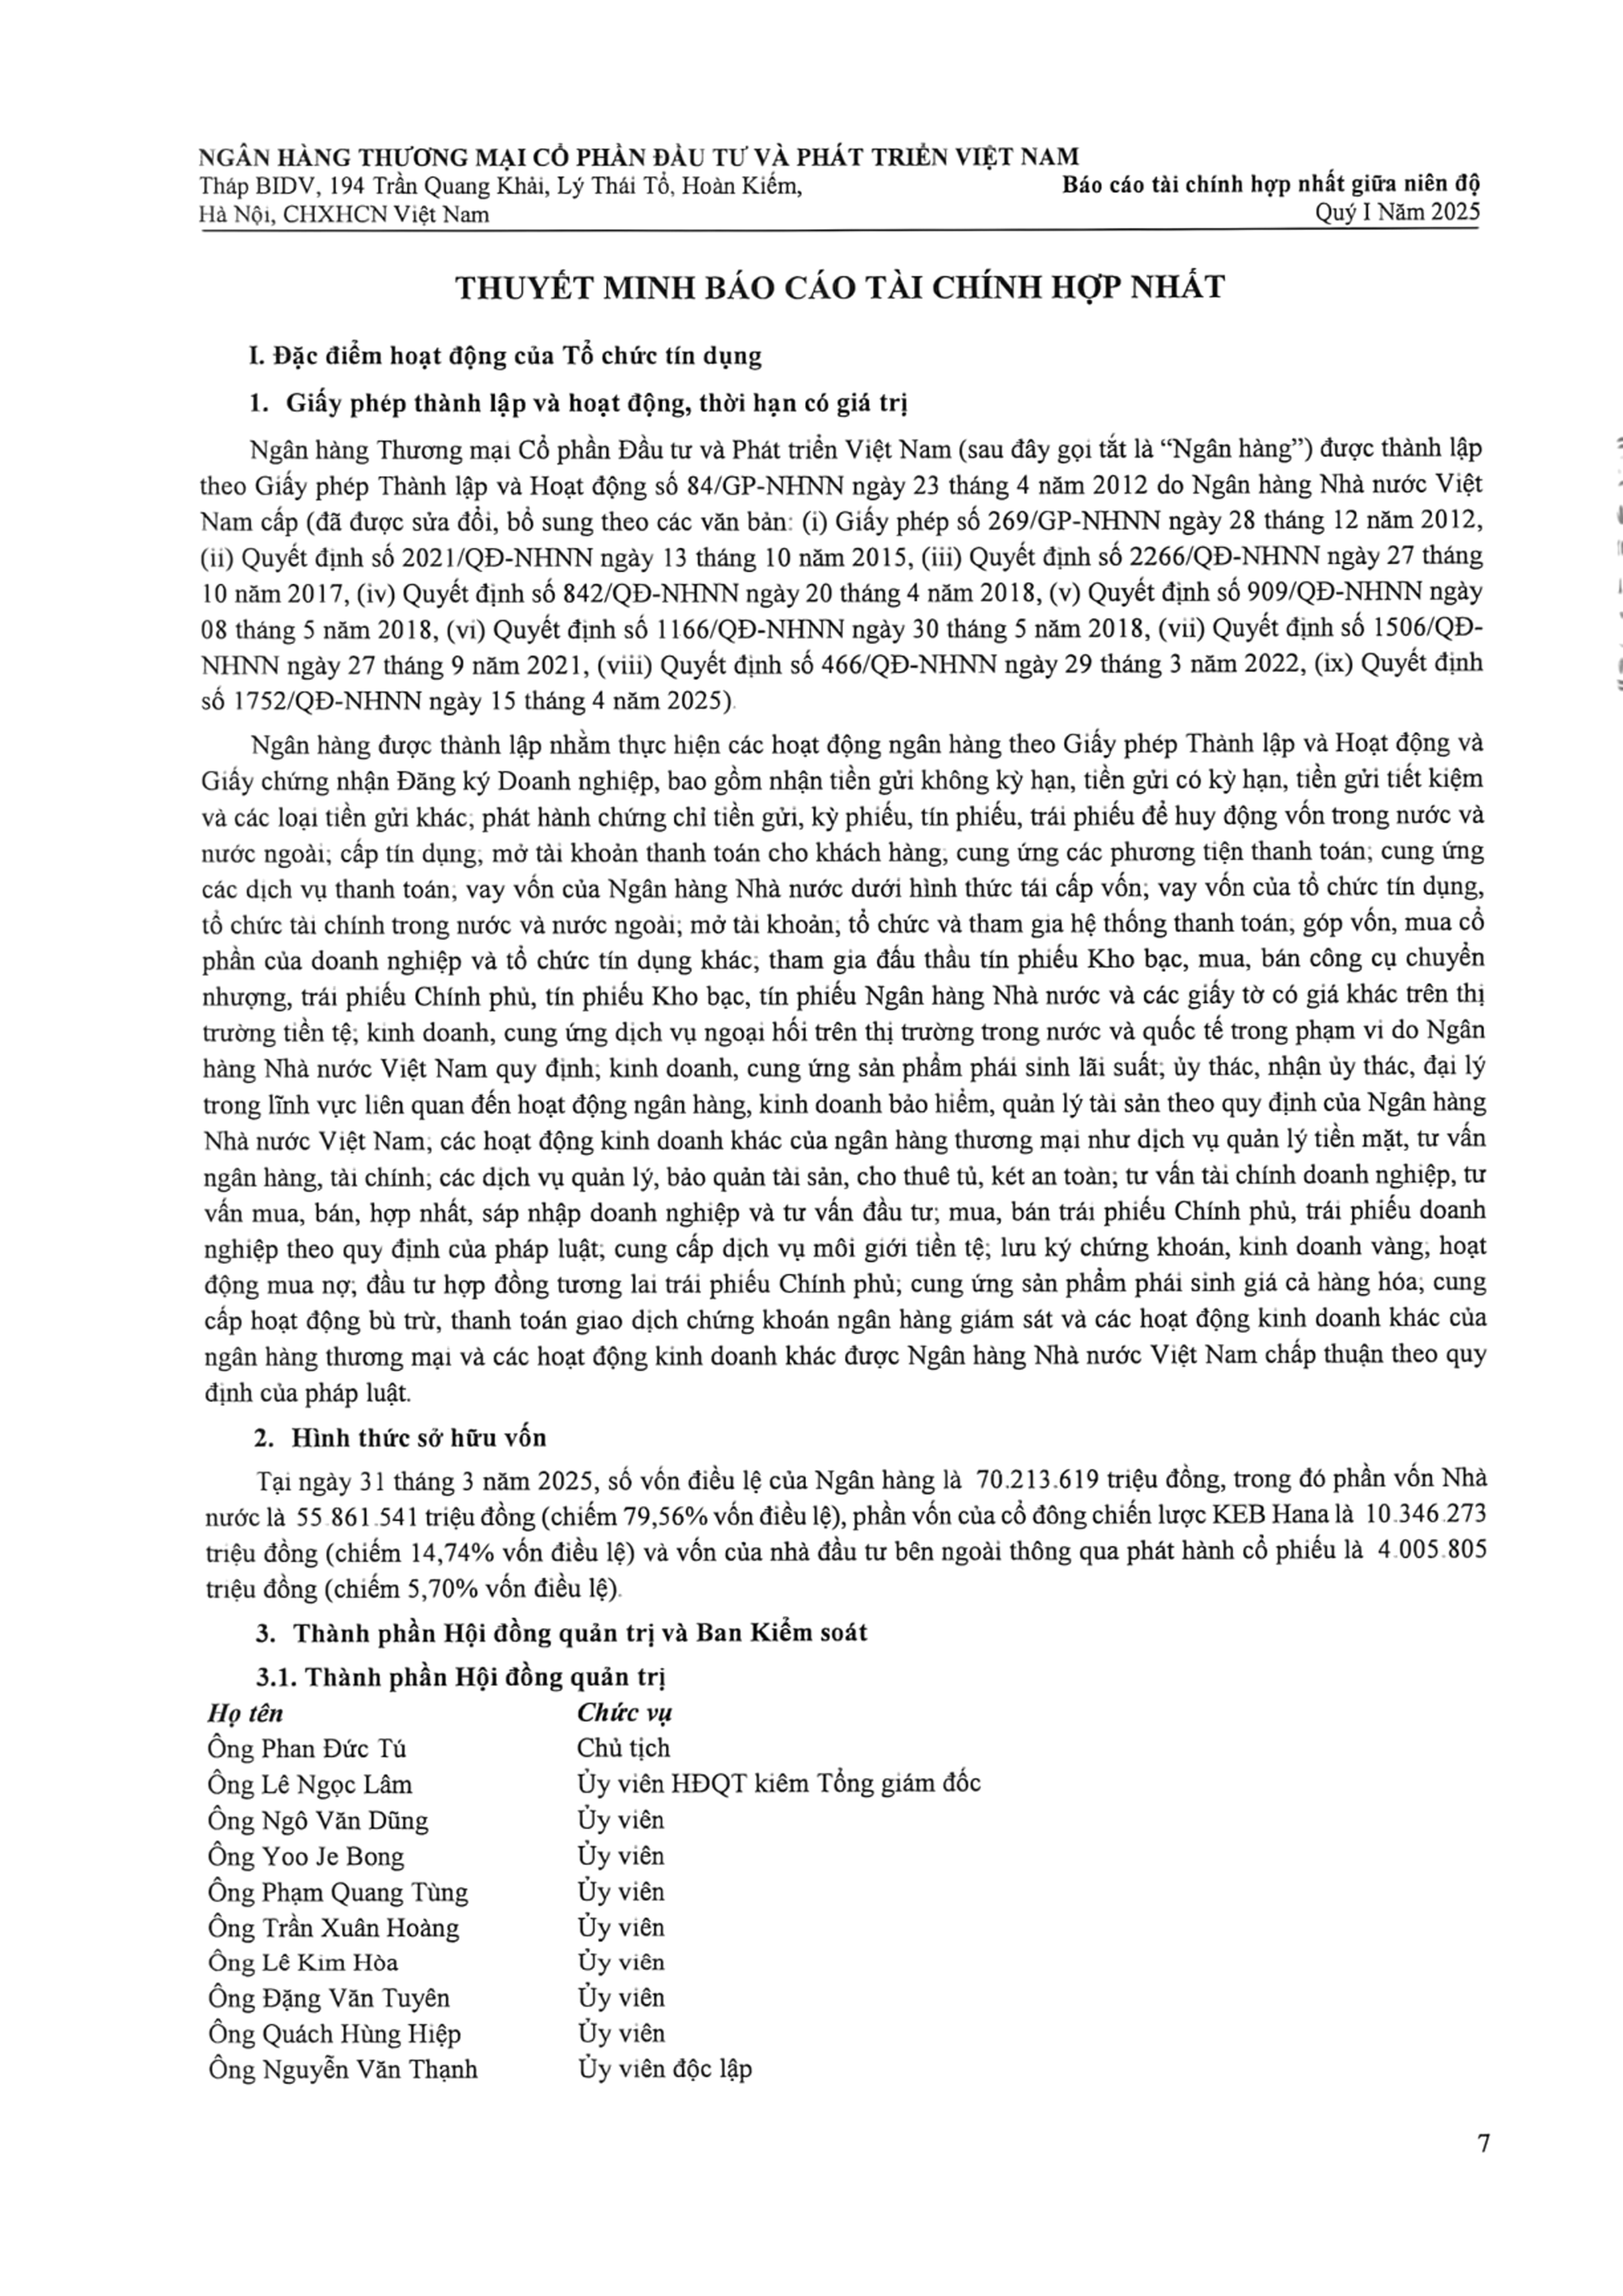 NGÂN HÀNG THƯƠNG MẠI CỔ PHẦN ĐẦU TƯ VÀ PHÁT TRIỂN VIỆT NAM
Tháp BIDV, 194 Trần Quang Khải, Lý Thái Tổ, Hoàn Kiếm,
Báo cáo tài chính hợp nhất giữa niên độ
Hà Nội, CHXHCN Việt Nam
Quý I Năm 2025
THUYẾT MINH BÁO CÁO TÀI CHÍNH HỢP NHẤT
I. Đặc điểm hoạt động của Tổ chức tín dụng
1. Giấy phép thành lập và hoạt động, thời hạn có giá trị
Ngân hàng Thương mại Cổ phần Đầu tư và Phát triển Việt Nam (sau đây gọi tắt là “Ngân hàng”) được thành lập
theo Giấy phép Thành lập và Hoạt động số 84/GP-NHNN ngày 23 tháng 4 năm 2012 do Ngân hàng Nhà nước Việt
Nam cấp (đã được sửa đổi, bổ sung theo các văn bản: (i) Giấy phép số 269/GP-NHNN ngày 28 tháng 12 năm 2012,
(ii) Quyết định số 2021/QĐ-NHNN ngày 13 tháng 10 năm 2015, (iii) Quyết định số 2266/QĐ-NHNN ngày 27 tháng
10 năm 2017, (iv) Quyết định số 842/QĐ-NHNN ngày 20 tháng 4 năm 2018, (v) Quyết định số 909/QĐ-NHNN ngày
08 tháng 5 năm 2018, (vi) Quyết định số 1166/QĐ-NHNN ngày 30 tháng 5 năm 2018, (vii) Quyết định số 1506/QĐ-
NHNN ngày 27 tháng 9 năm 2021, (viii) Quyết định số 466/QĐ-NHNN ngày 29 tháng 3 năm 2022, (ix) Quyết định
số 1752/QĐ-NHNN ngày 15 tháng 4 năm 2025).
Ngân hàng được thành lập nhằm thực hiện các hoạt động ngân hàng theo Giấy phép Thành lập và Hoạt động và
Giấy chứng nhận Đăng ký Doanh nghiệp, bao gồm nhận tiền gửi không kỳ hạn, tiền gửi có kỳ hạn, tiền gửi tiết kiệm
và các loại tiền gửi khác; phát hành chứng chỉ tiền gửi, kỳ phiếu, tín phiếu, trái phiếu để huy động vốn trong nước và
nước ngoài; cấp tín dụng; mở tài khoản thanh toán cho khách hàng; cung ứng các phương tiện thanh toán; cung ứng
các dịch vụ thanh toán; vay vốn của Ngân hàng Nhà nước dưới hình thức tái cấp vốn; vay vốn của tổ chức tín dụng,
tổ chức tài chính trong nước và nước ngoài; mở tài khoản; tổ chức và tham gia hệ thống thanh toán; góp vốn, mua cổ
phần của doanh nghiệp và tổ chức tín dụng khác; tham gia đấu thầu tín phiếu Kho bạc, mua, bán công cụ chuyển
nhượng, trái phiếu Chính phủ, tín phiếu Kho bạc, tín phiếu Ngân hàng Nhà nước và các giấy tờ có giá khác trên thị
trường tiền tệ; kinh doanh, cung ứng dịch vụ ngoại hối trên thị trường trong nước và quốc tế trong phạm vi do Ngân
hàng Nhà nước Việt Nam quy định; kinh doanh, cung ứng sản phẩm phái sinh lãi suất; ủy thác, nhận ủy thác, đại lý
trong lĩnh vực liên quan đến hoạt động ngân hàng, kinh doanh bảo hiểm, quản lý tài sản theo quy định của Ngân hàng
Nhà nước Việt Nam; các hoạt động kinh doanh khác của ngân hàng thương mại như dịch vụ quản lý tiền mặt, tư vấn
ngân hàng, tài chính; các dịch vụ quản lý, bảo quản tài sản, cho thuê tủ, két an toàn; tư vấn tài chính doanh nghiệp, tư
vấn mua, bán, hợp nhất, sáp nhập doanh nghiệp và tư vấn đầu tư; mua, bán trái phiếu Chính phủ, trái phiếu doanh
nghiệp theo quy định của pháp luật; cung cấp dịch vụ môi giới tiền tệ; lưu ký chứng khoán, kinh doanh vàng; hoạt
động mua nợ; đầu tư hợp đồng tương lai trái phiếu Chính phủ; cung ứng sản phẩm phái sinh giá cả hàng hóa; cung
cấp hoạt động bù trừ, thanh toán giao dịch chứng khoán ngân hàng giám sát và các hoạt động kinh doanh khác của
ngân hàng thương mại và các hoạt động kinh doanh khác được Ngân hàng Nhà nước Việt Nam chấp thuận theo quy
định của pháp luật.
2. Hình thức sở hữu vốn
Tại ngày 31 tháng 3 năm 2025, số vốn điều lệ của Ngân hàng là 70.213.619 triệu đồng, trong đó phần vốn Nhà
nước là 55.861.541 triệu đồng (chiếm 79,56% vốn điều lệ), phần vốn của cổ đông chiến lược KEB Hana là 10.346.273
triệu đồng (chiếm 14,74% vốn điều lệ) và vốn của nhà đầu tư bên ngoài thông qua phát hành cổ phiếu là 4.005.805
triệu đồng (chiếm 5,70% vốn điều lệ).
3. Thành phần Hội đồng quản trị và Ban Kiểm soát
3.1. Thành phần Hội đồng quản trị
Họ tên Chức vụ
Ông Phan Đức Tú Chủ tịch
Ông Lê Ngọc Lâm Ủy viên HĐQT kiêm Tổng giám đốc
Ông Ngô Văn Dũng Ủy viên
Ông Yoo Je Bong Ủy viên
Ông Phạm Quang Tùng Ủy viên
Ông Trần Xuân Hoàng Ủy viên
Ông Lê Kim Hòa Ủy viên
Ông Đặng Văn Tuyên Ủy viên
Ông Quách Hùng Hiệp Ủy viên
Ông Nguyễn Văn Thạnh Ủy viên độc lập
7